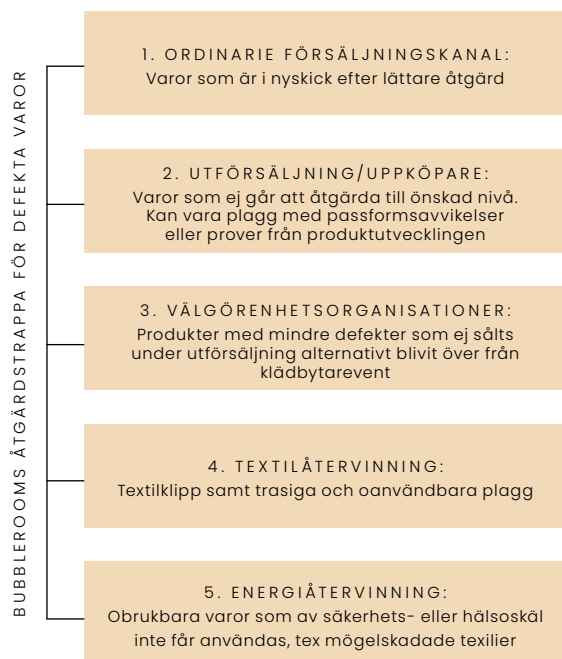 BUBBLEROOMS ÅTGÄRDSTRAPPA FÖR DEFEKTA VAROR
1. ORDINARIE FÖRSÄLJNINGSKANAL:
Varor som är i nyskick efter lättare åtgärd
2. UTFÖRSÄLJNING/UPPKÖPARE:
Varor som ej går att åtgärda till önskad nivå.
Kan vara plagg med passformsavvikelser
eller prover från produktutvecklingen
3. VÄLGÖRENHETSORGANISATIONER:
Produkter med mindre defekter som ej sålts
under utförsäljning alternativt blivit över från
klädbytarevent
4. TEXTILÅTERVINNING:
Textilklipp samt trasiga och oanvändbara plagg
5. ENERGIÅTERVINNING:
Obrukbara varor som av säkerhets- eller hälsoskäl
inte får användas, tex mögelskadade texilier